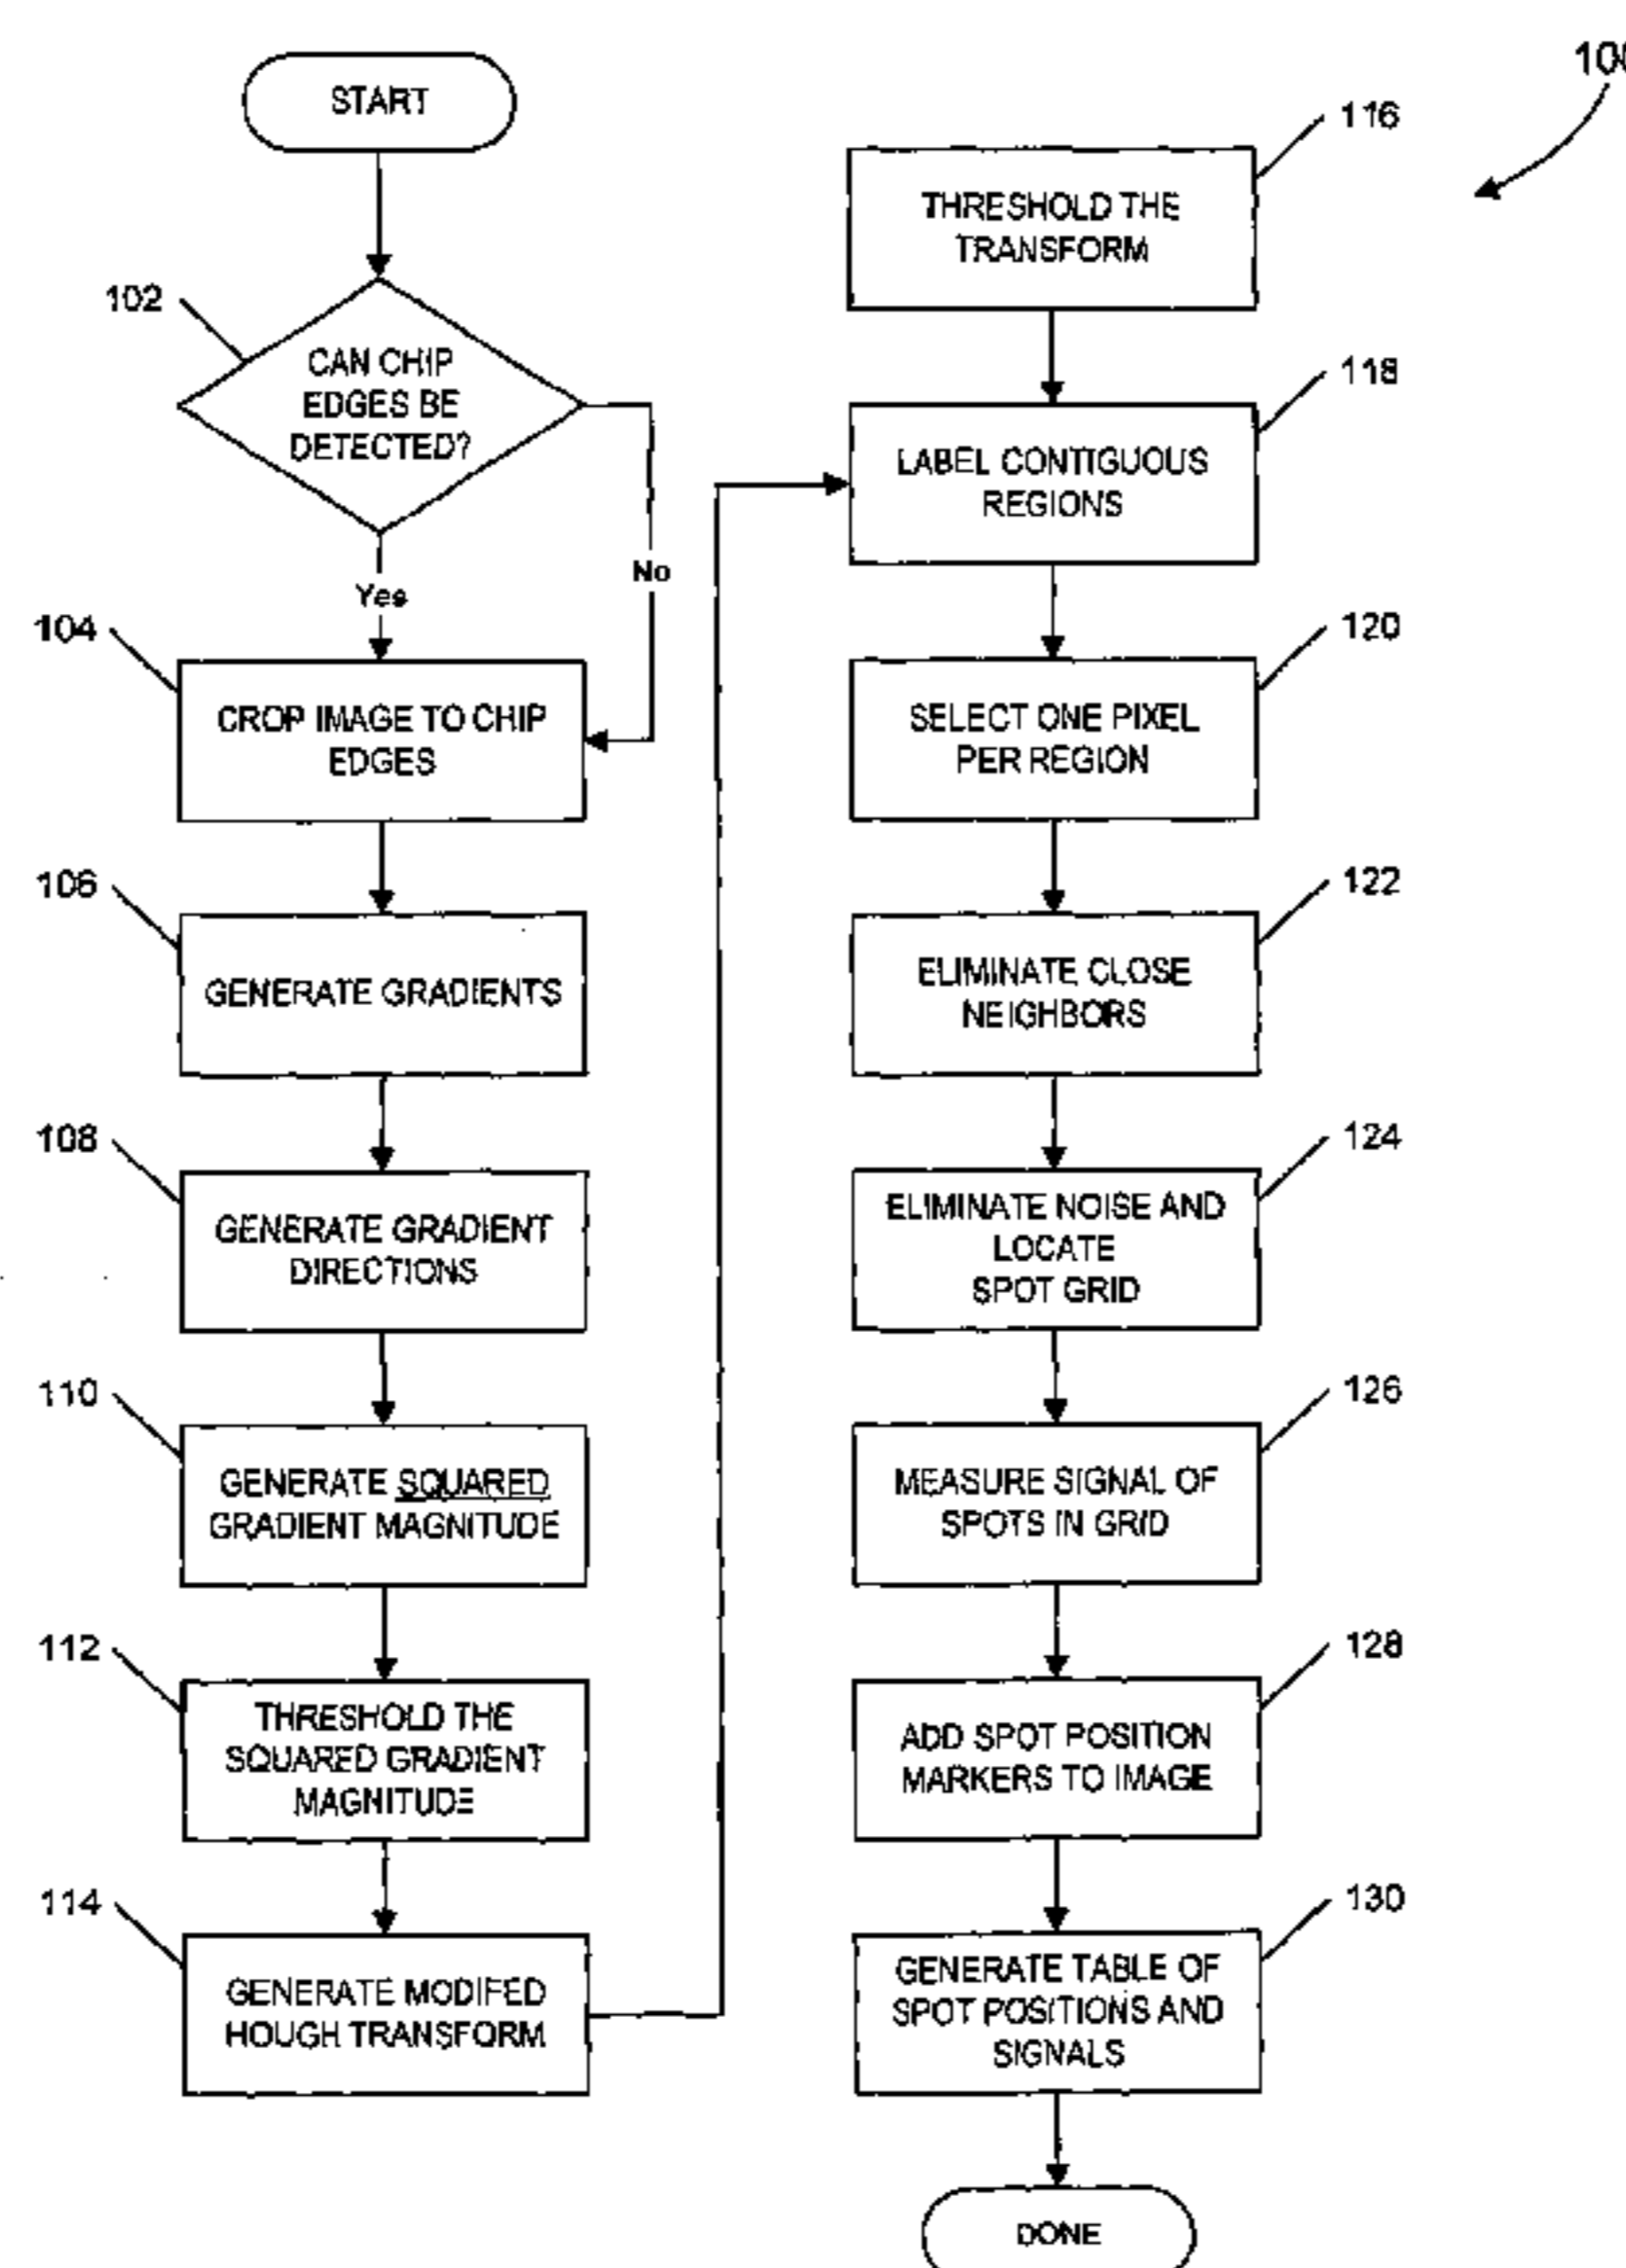 START
102
CAN CHIP
EDGES BE
DETECTED?
No
Yes
104
CROP IMAGE TO CHIP
EDGES
106
GENERATE GRADIENTS
108
GENERATE GRADIENT
DIRECTIONS
110
GENERATE SQUARED
GRADIENT MAGNITUDE
112
THRESHOLD THE
SQUARED GRADIENT
MAGNITUDE
114
GENERATE MODIFED
HOUGH TRANSFORM
116
THRESHOLD THE
TRANSFORM
118
LABEL CONTIGUOUS
REGIONS
120
SELECT ONE PIXEL
PER REGION
122
ELIMINATE CLOSE
NEIGHBORS
124
ELIMINATE NOISE AND
LOCATE
SPOT GRID
126
MEASURE SIGNAL OF
SPOTS IN GRID
128
ADD SPOT POSITION
MARKERS TO IMAGE
130
GENERATE TABLE OF
SPOT POSITIONS AND
SIGNALS
DONE